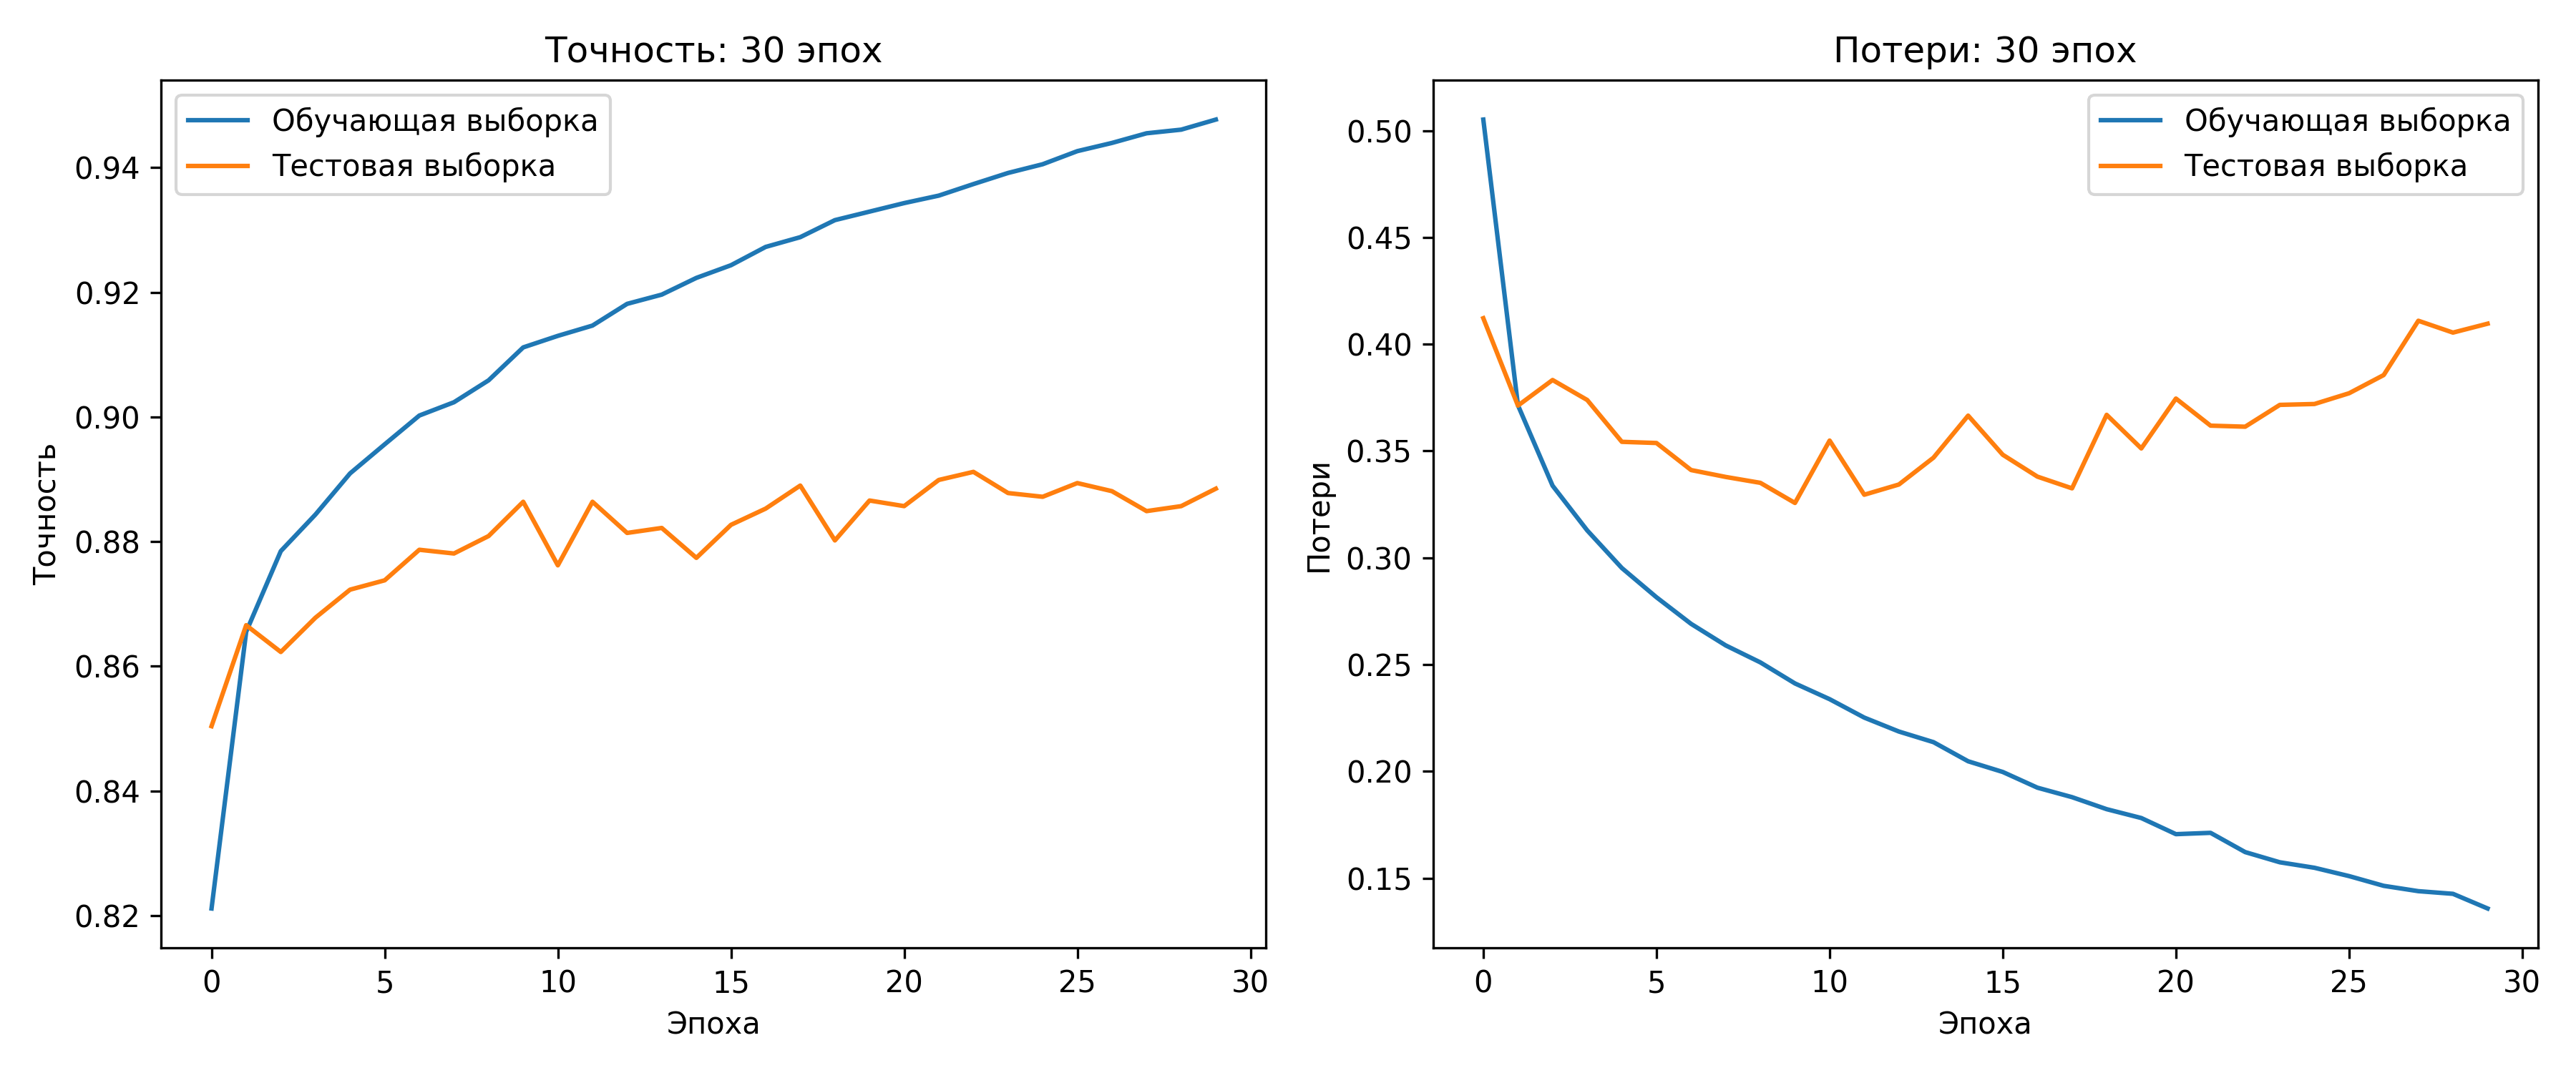 Точность: 30 эпох
Обучающая выборка
Тестовая выборка
0.94
0.92
0.90
0.88
0.86
0.84
0.82
Точность
0 5 10 15 20 25 30
Эпоха
Потери: 30 эпох
Обучающая выборка
Тестовая выборка
0.50
0.45
0.40
0.35
0.30
0.25
0.20
0.15
Потери
0 5 10 15 20 25 30
Эпоха